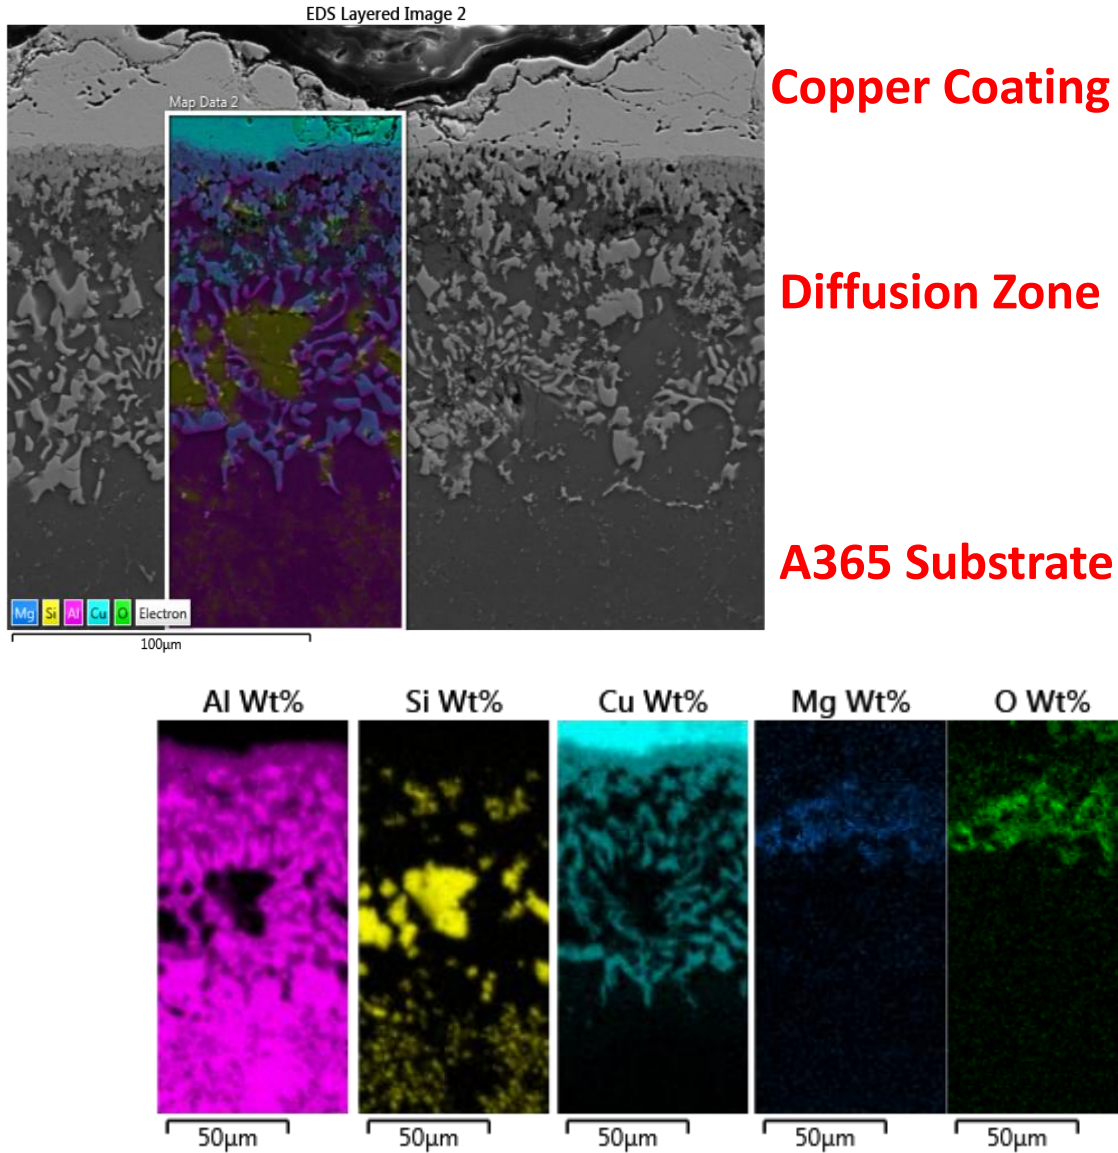 EDS Layered Image 2
Copper Coating
Map Data 2
Diffusion Zone
A365 Substrate
Mg Si Al Cu O Electron
100µm
Al Wt% Si Wt% Cu Wt% Mg Wt% O Wt%
50µm 50µm 50µm 50µm 50µm